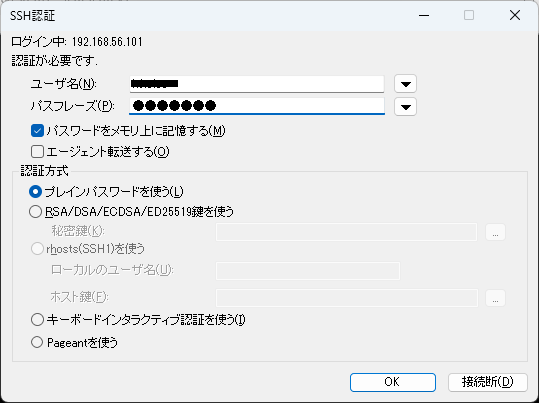 SSH認証
ログイン中: 192.168.56.101
認証が必要です.
ユーザ名(N):
パスフレーズ(P): ●●●●●●●
パスワードをメモリ上に記憶する(M)
エージェント転送する(O)
認証方式
プレインパスワードを使う(L)
RSA/DSA/ECDSA/ED25519鍵を使う
秘密鍵(K):
...
rhosts(SSH1)を使う
ローカルのユーザ名(U):
ホスト鍵(F):
...
キーボードインタラクティブ認証を使う(I)
Pageantを使う
OK 接続断(D)